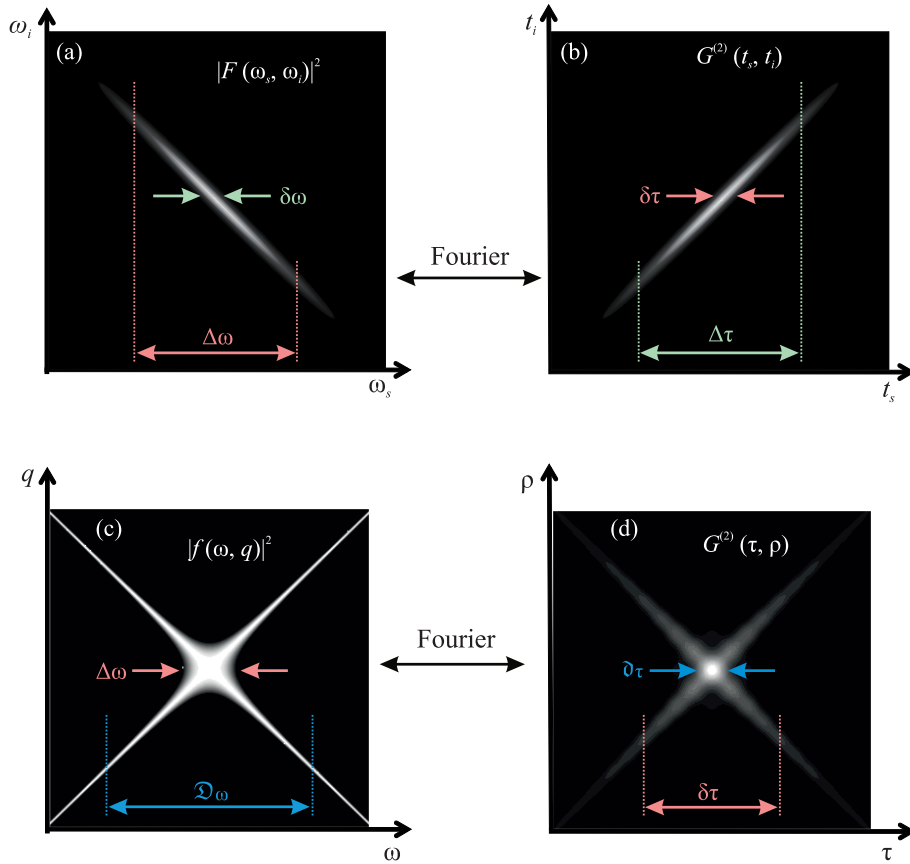 ωᵢ
(a)
|F (ωₛ, ωᵢ)|²
δω
Δω
ωₛ
Fourier
tᵢ
(b)
G⁽²⁾ (tₛ, tᵢ)
δτ
Δτ
tₛ
q
(c)
|f (ω, q)|²
Δω
𝔇ω
ω
Fourier
ρ
(d)
G⁽²⁾ (τ, ρ)
𝔡τ
δτ
τ